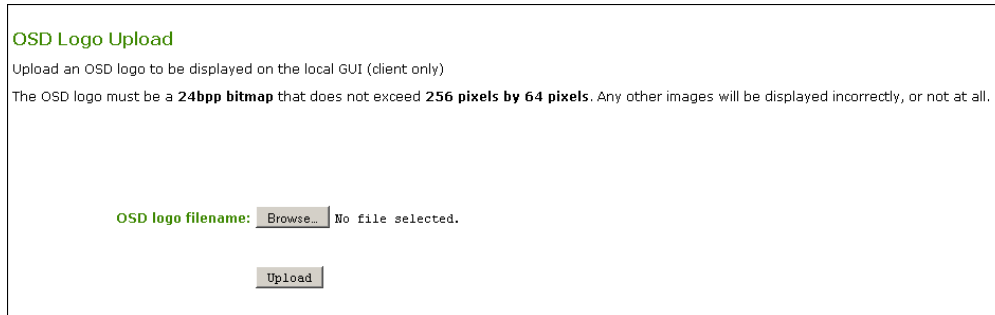 OSD Logo Upload
Upload an OSD logo to be displayed on the local GUI (client only)
The OSD logo must be a 24bpp bitmap that does not exceed 256 pixels by 64 pixels. Any other images will be displayed incorrectly, or not at all.
OSD logo filename: Browse... No file selected.
Upload